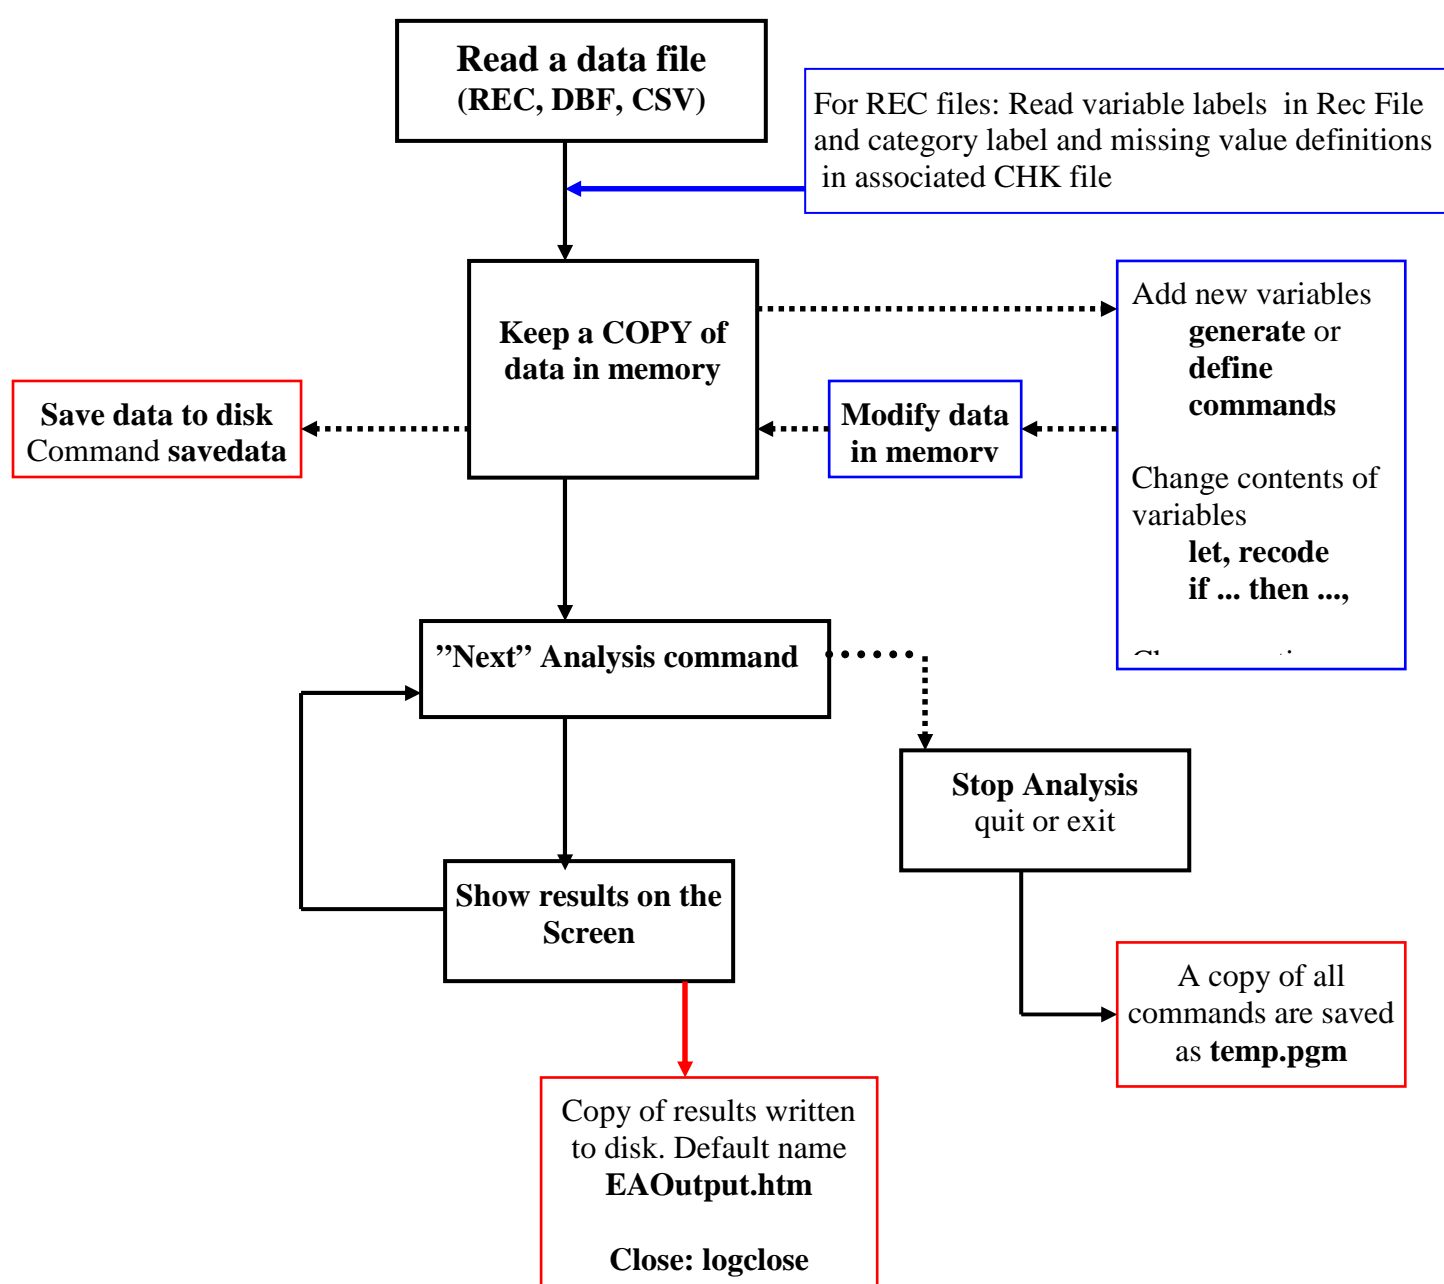 Read a data file
(REC, DBF, CSV)
For REC files: Read variable labels  in Rec File
and category label and missing value definitions
in associated CHK file
Keep a COPY of
data in memory
Add new variables
generate or
define
commands
Change contents of
variables
let, recode
if ... then ...,
Save data to disk
Command savedata
Modify data
in memory
”Next” Analysis command
Stop Analysis
quit or exit
Show results on the
Screen
A copy of all
commands are saved
as temp.pgm
Copy of results written
to disk. Default name
EAOutput.htm
Close: logclose